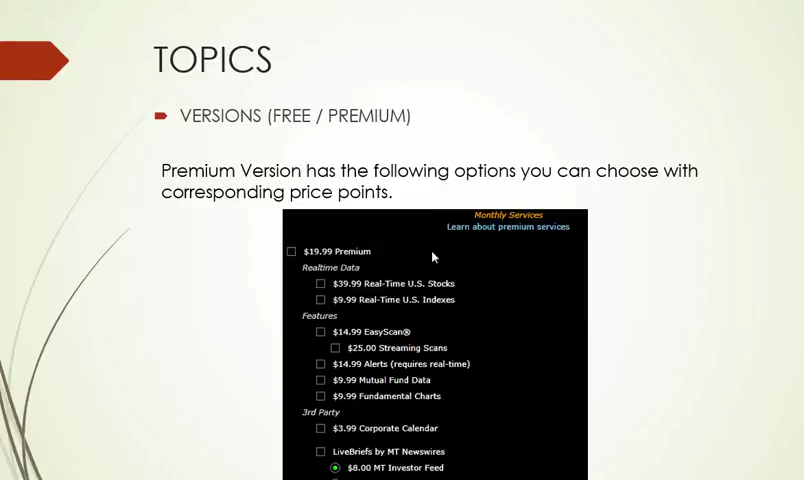 TOPICS
VERSIONS (FREE / PREMIUM)
Premium Version has the following options you can choose with
corresponding price points.
Monthly Services
Learn about premium services
$19.99 Premium
Realtime Data
$39.99 Real-Time U.S. Stocks
$9.99 Real-Time U.S. Indexes
Features
$14.99 EasyScan®
$25.00 Streaming Scans
$14.99 Alerts (requires real-time)
$9.99 Mutual Fund Data
$9.99 Fundamental Charts
3rd Party
$3.99 Corporate Calendar
LiveBriefs by MT Newswires
$8.00 MT Investor Feed